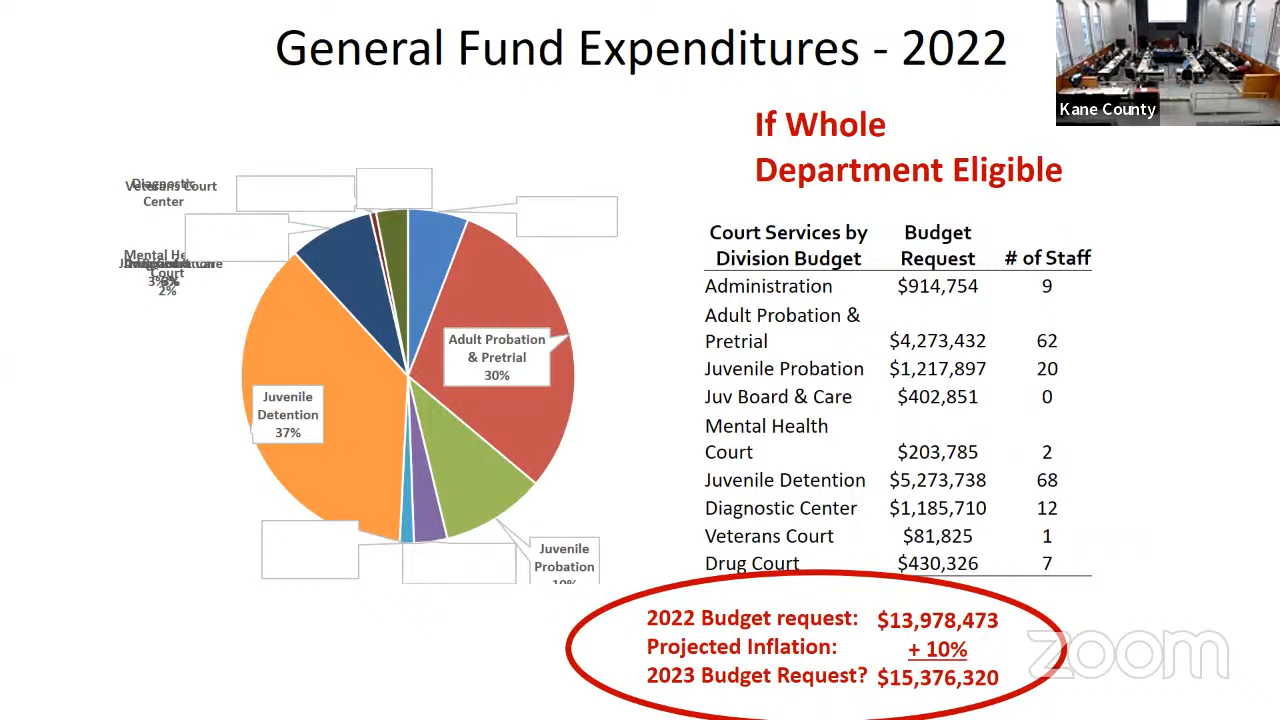 General Fund Expenditures - 2022
Kane County
If Whole
Department Eligible
Veterans Court
Center
Mental He
Court
2%
Adult Probation
& Pretrial
30%
Juvenile
Detention
37%
Juvenile
Probation
10%
Court Services by
Division Budget
Budget
Request
# of Staff
Administration $914,754 9
Adult Probation &
Pretrial $4,273,432 62
Juvenile Probation $1,217,897 20
Juv Board & Care $402,851 0
Mental Health
Court $203,785 2
Juvenile Detention $5,273,738 68
Diagnostic Center $1,185,710 12
Veterans Court $81,825 1
Drug Court $430,326 7
2022 Budget request: $13,978,473
Projected Inflation: + 10%
2023 Budget Request? $15,376,320
zoom